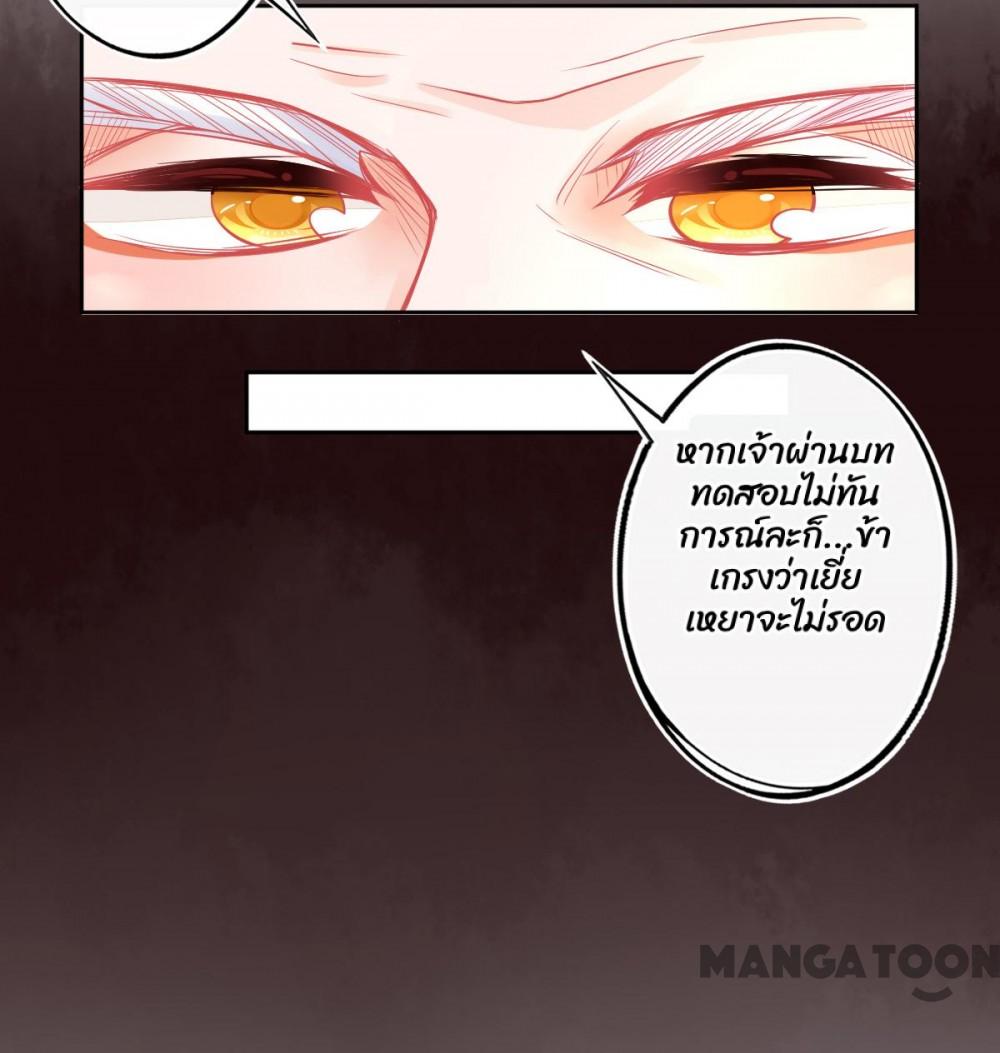 หากเจ้าผ่านบท
ทดสอบไม่ทัน
การณ์ละก็...ข้า
เกรงว่าเยี่ย
เหยาจะไม่รอด
MANGATOON